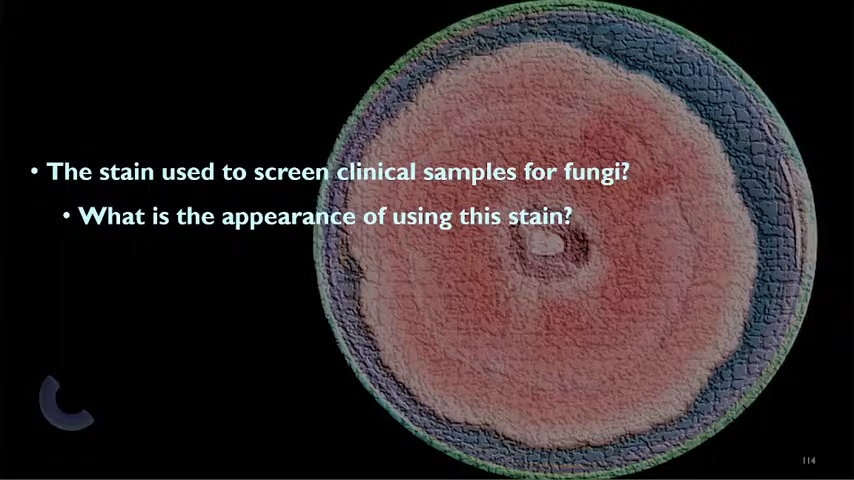 • The stain used to screen clinical samples for fungi?
• What is the appearance of using this stain?
114